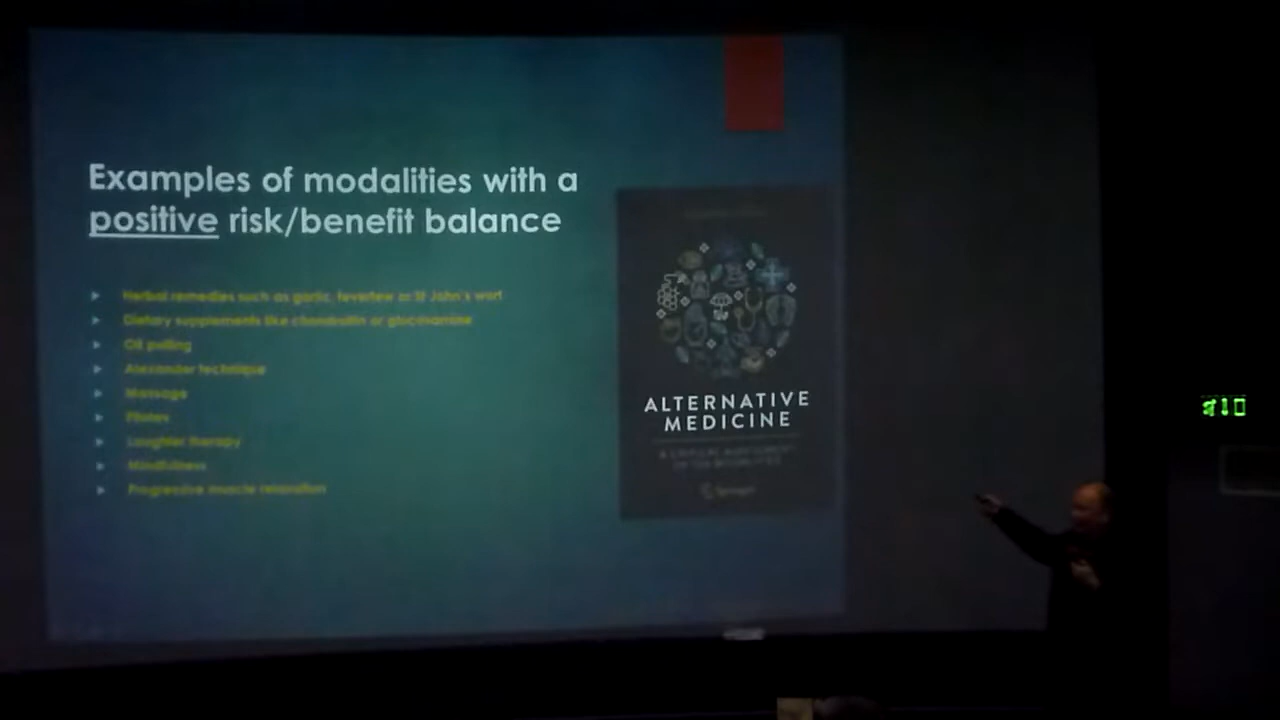 Examples of modalities with a
positive risk/benefit balance
Herbal remedies such as garlic, feverfew or St John's wort
Dietary supplements like chondroitin or glucosamine
Oil pulling
Alexander technique
Massage
Pilates
Laughter therapy
Mindfulness
Progressive muscle relaxation
ALTERNATIVE
MEDICINE
A CRITICAL ASSESSMENT
Springer